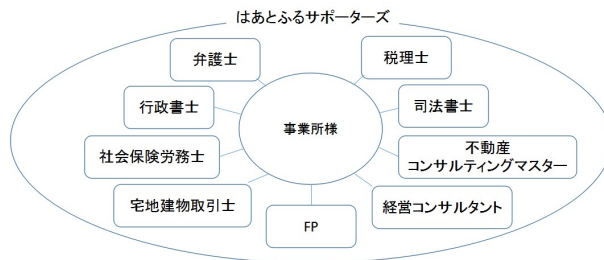 はあとふるサポーターズ
弁護士
税理士
行政書士
司法書士
事業所様
社会保険労務士
不動産
コンサルティングマスター
宅地建物取引士
経営コンサルタント
FP